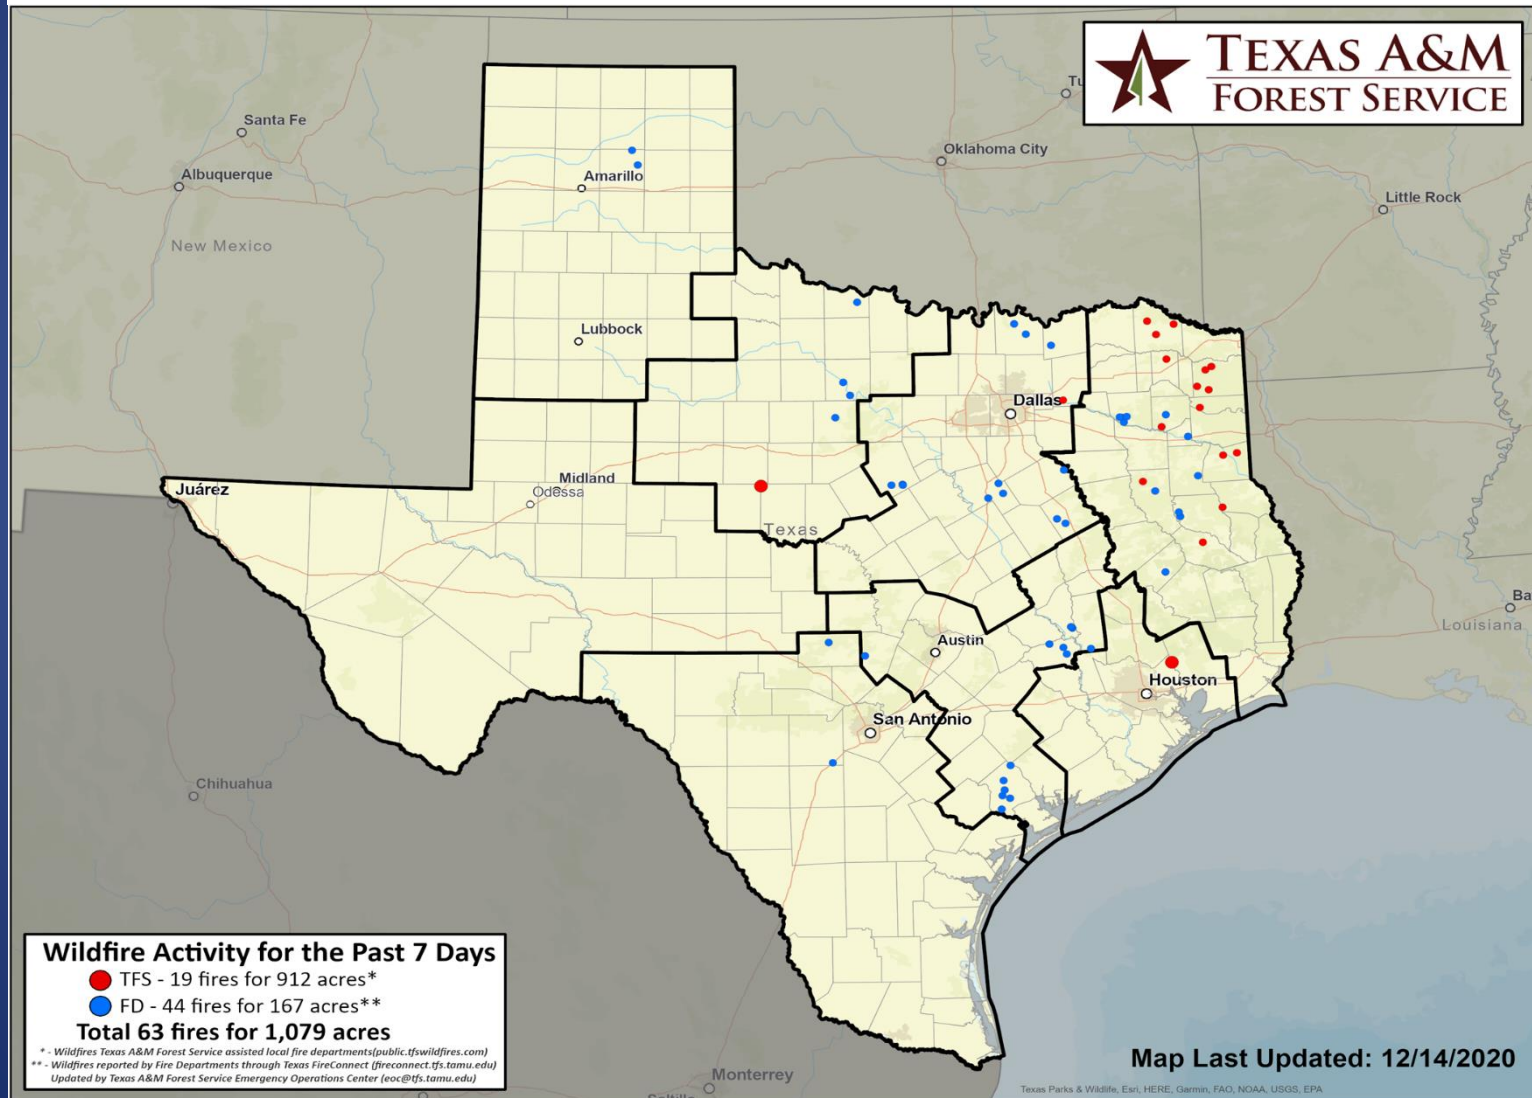 TEXAS A&M
FOREST SERVICE
Santa Fe
Albuquerque
New Mexico
Amarillo
Oklahoma City
Little Rock
Lubbock
Dallas
Midland
Odessa
Juárez
Texas
Louisiana
Austin
Houston
San Antonio
Chihuahua
Monterrey
Wildfire Activity for the Past 7 Days
TFS - 19 fires for 912 acres*
FD - 44 fires for 167 acres**
Total 63 fires for 1,079 acres
* - Wildfires Texas A&M Forest Service assisted local fire departments(public.tfswildfires.com)
** - Wildfires reported by Fire Departments through Texas FireConnect (fireconnect.tfs.tamu.edu)
Updated by Texas A&M Forest Service Emergency Operations Center (eoc@tfs.tamu.edu)
Map Last Updated: 12/14/2020
Texas Parks & Wildlife, Esri, HERE, Garmin, FAO, NOAA, USGS, EPA